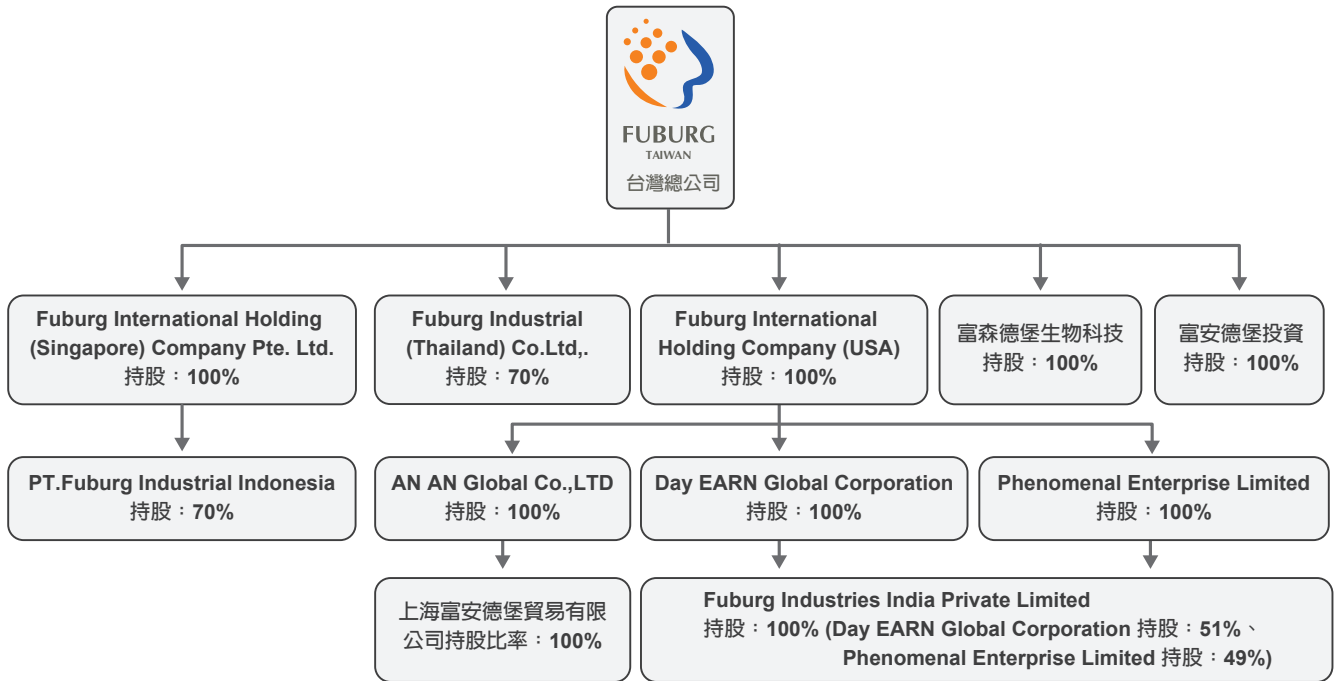 FUBURG
TAIWAN
台灣總公司
Fuburg International Holding
(Singapore) Company Pte. Ltd.
持股：100%
Fuburg Industrial
(Thailand) Co.Ltd,.
持股：70%
Fuburg International
Holding Company (USA)
持股：100%
富森德堡生物科技
持股：100%
富安德堡投資
持股：100%
PT.Fuburg Industrial Indonesia
持股：70%
AN AN Global Co.,LTD
持股：100%
Day EARN Global Corporation
持股：100%
Phenomenal Enterprise Limited
持股：100%
上海富安德堡貿易有限
公司持股比率：100%
Fuburg Industries India Private Limited
持股：100% (Day EARN Global Corporation 持股：51%、
Phenomenal Enterprise Limited 持股：49%)